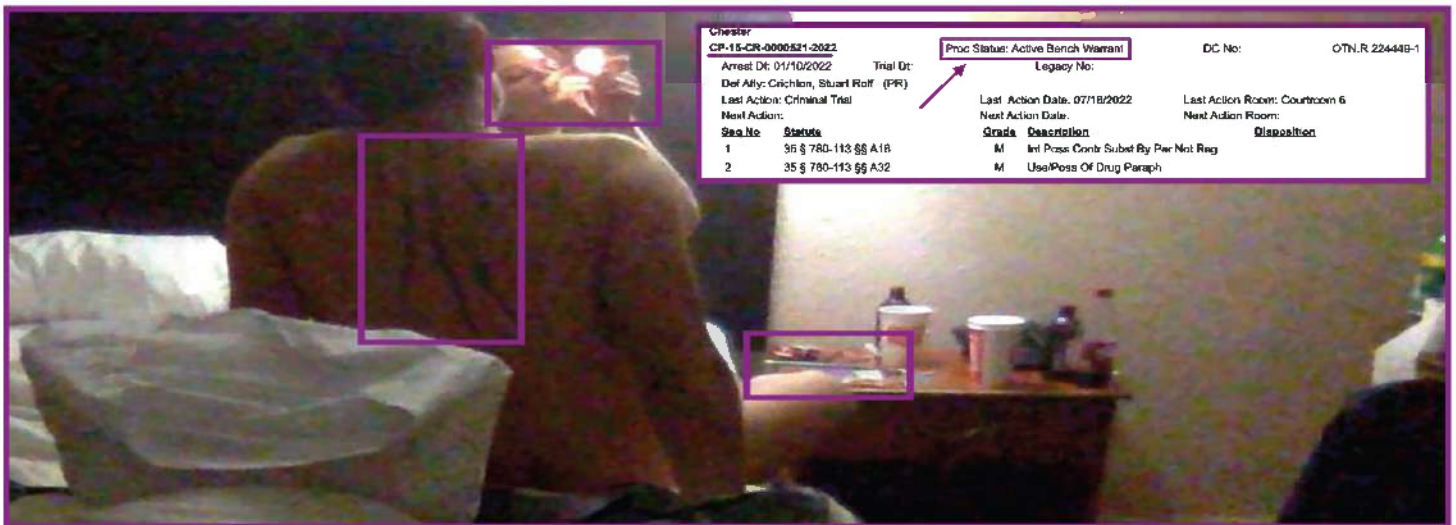 Chester
CP-15-CR-0000521-2022 Proc Status: Active Bench Warrant DC No: OTN:R 224449-1
Arrest Dt: 01/10/2022 Trial Dt: Legacy No:
Def Atty: Crichton, Stuart Rolf (PR)
Last Action: Criminal Trial Last Action Date: 07/18/2022 Last Action Room: Courtroom 6
Next Action: Next Action Date: Next Action Room:
Seq No Statute Grade Description Disposition
1 35 § 780-113 §§ A16 M Int Poss Contr Subst By Per Not Reg
2 35 § 780-113 §§ A32 M Use/Poss Of Drug Paraph